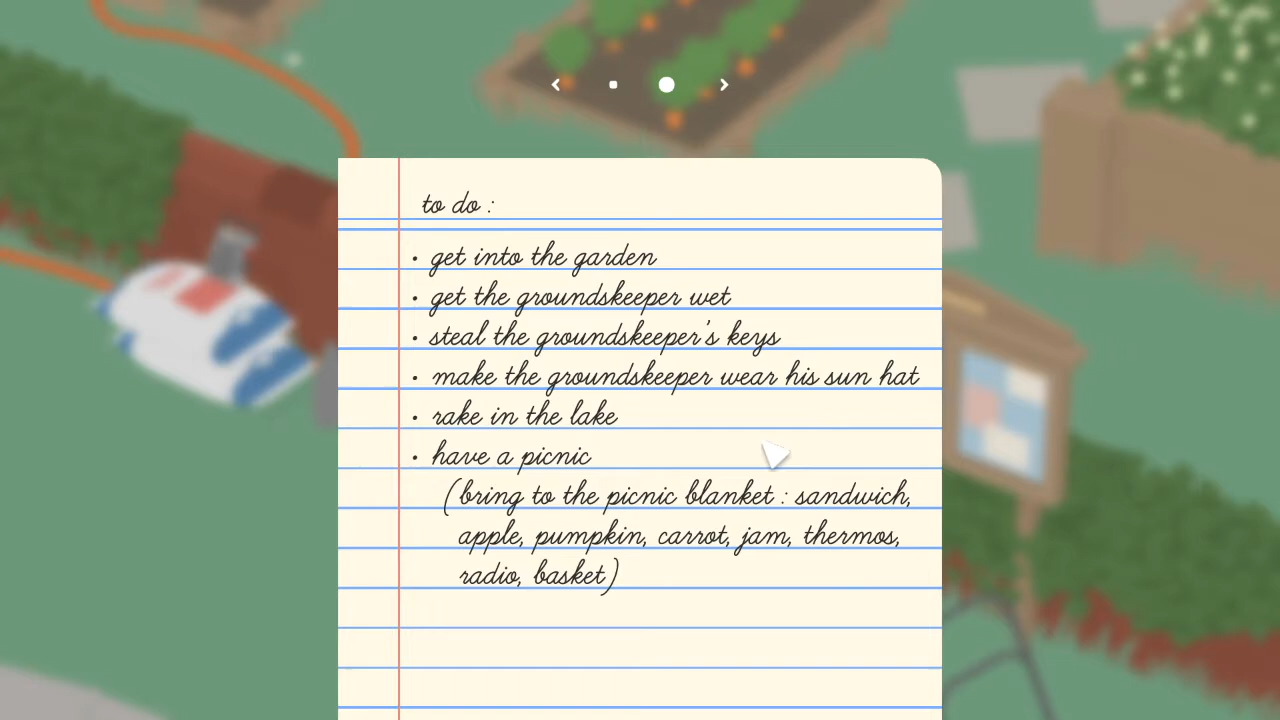 to do :
• get into the garden
• get the groundskeeper wet
• steal the groundskeeper's keys
• make the groundskeeper wear his sun hat
• rake in the lake
• have a picnic
(bring to the picnic blanket : sandwich,
apple, pumpkin, carrot, jam, thermos,
radio, basket)